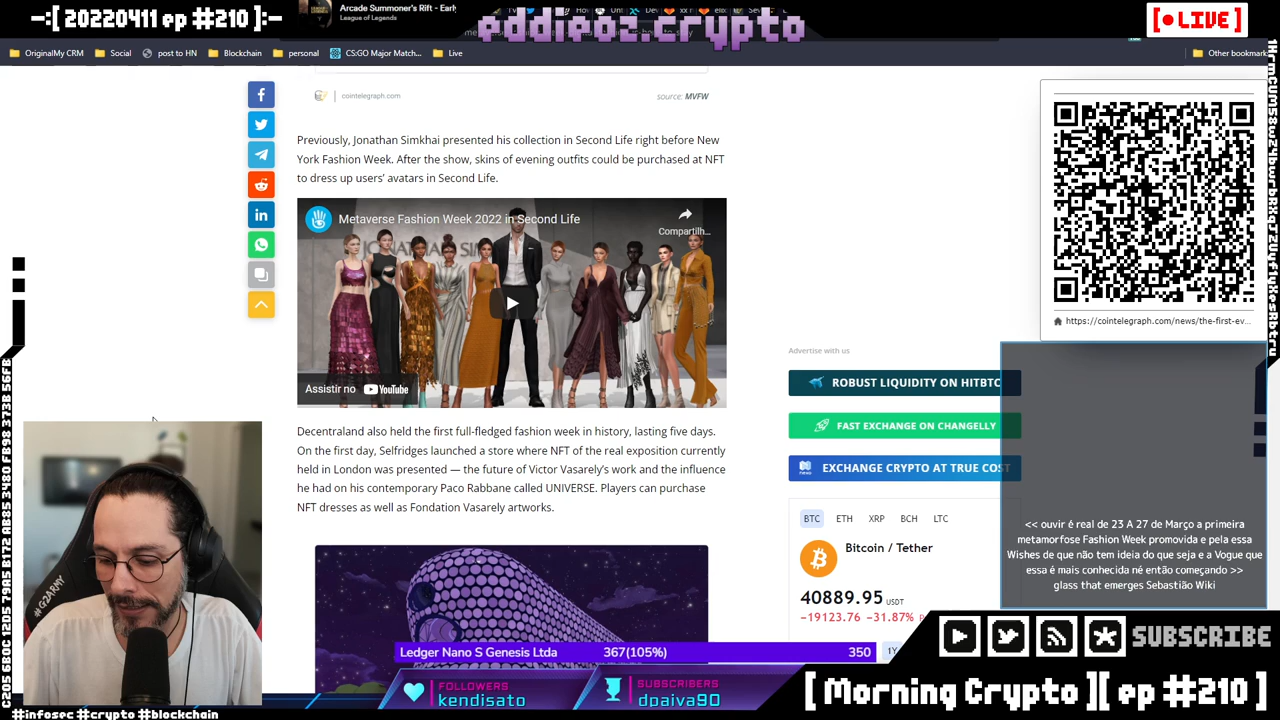 -:[ 20220411 ep #210 ]:-
Arcade Summoner's Rift - Early
League of Legends
eddieoz.crypto
[ LIVE ]
OriginalMy CRM
Social
post to HN
Blockchain
personal
CS:GO Major Match...
Live
Other bookmark
cointelegraph.com
source: MVFW
Previously, Jonathan Simkhai presented his collection in Second Life right before New
York Fashion Week. After the show, skins of evening outfits could be purchased at NFT
to dress up users' avatars in Second Life.
Metaverse Fashion Week 2022 in Second Life
Compartilh...
Assistir no YouTube
https://cointelegraph.com/news/the-first-ev...
Advertise with us
ROBUST LIQUIDITY ON HITBTC
FAST EXCHANGE ON CHANGELLY
EXCHANGE CRYPTO AT TRUE COST
nexo
Decentraland also held the first full-fledged fashion week in history, lasting five days.
On the first day, Selfridges launched a store where NFT of the real exposition currently
held in London was presented — the future of Victor Vasarely's work and the influence
he had on his contemporary Paco Rabbane called UNIVERSE. Players can purchase
NFT dresses as well as Fondation Vasarely artworks.
BTC ETH XRP BCH LTC
Bitcoin / Tether
40889.95 USDT
−19123.76 −31.87%
1Y
<< ouvir é real de 23 A 27 de Março a primeira
metamorfose Fashion Week promovida e pela essa
Wishes de que não tem ideia do que seja e a Vogue que
essa é mais conhecida né então começando >>
glass that emerges Sebastião Wiki
Ledger Nano S Genesis Ltda 367(105%) 350
SUBSCRIBE
FOLLOWERS
kendisato
SUBSCRIBERS
dpaiva90
[ Morning Crypto ][ ep #210 ]
#infosec #crypto #blockchain